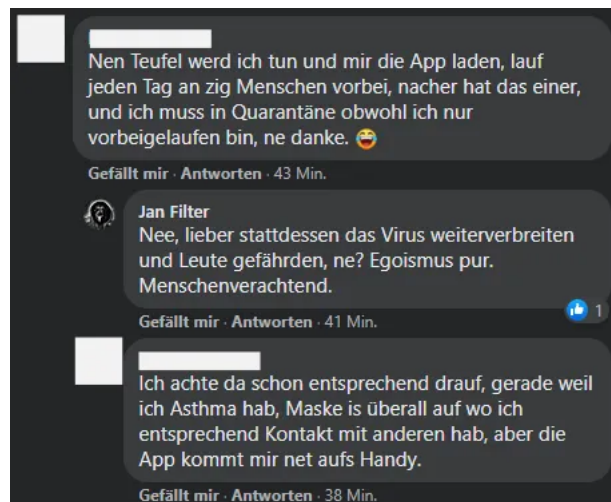 Nen Teufel werd ich tun und mir die App laden, lauf
jeden Tag an zig Menschen vorbei, nacher hat das einer,
und ich muss in Quarantäne obwohl ich nur
vorbeigelaufen bin, ne danke. 😂
Gefällt mir · Antworten · 43 Min.
Jan Filter
Nee, lieber stattdessen das Virus weiterverbreiten
und Leute gefährden, ne? Egoismus pur.
Menschenverachtend.
1
Gefällt mir · Antworten · 41 Min.
Ich achte da schon entsprechend drauf, gerade weil
ich Asthma hab, Maske is überall auf wo ich
entsprechend Kontakt mit anderen hab, aber die
App kommt mir net aufs Handy.
Gefällt mir · Antworten · 38 Min.